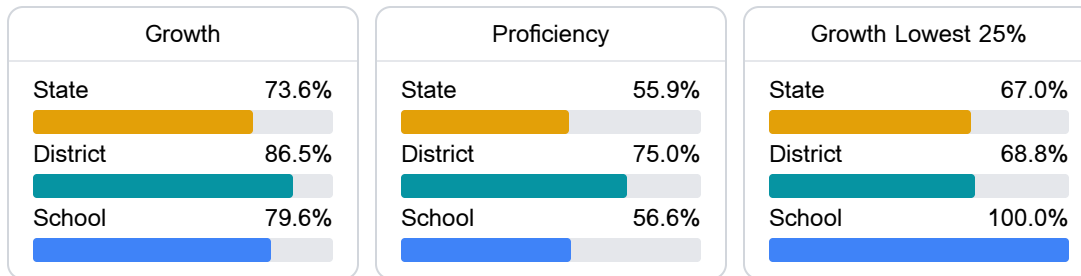 Growth
State 73.6%
District 86.5%
School 79.6%
Proficiency
State 55.9%
District 75.0%
School 56.6%
Growth Lowest 25%
State 67.0%
District 68.8%
School 100.0%